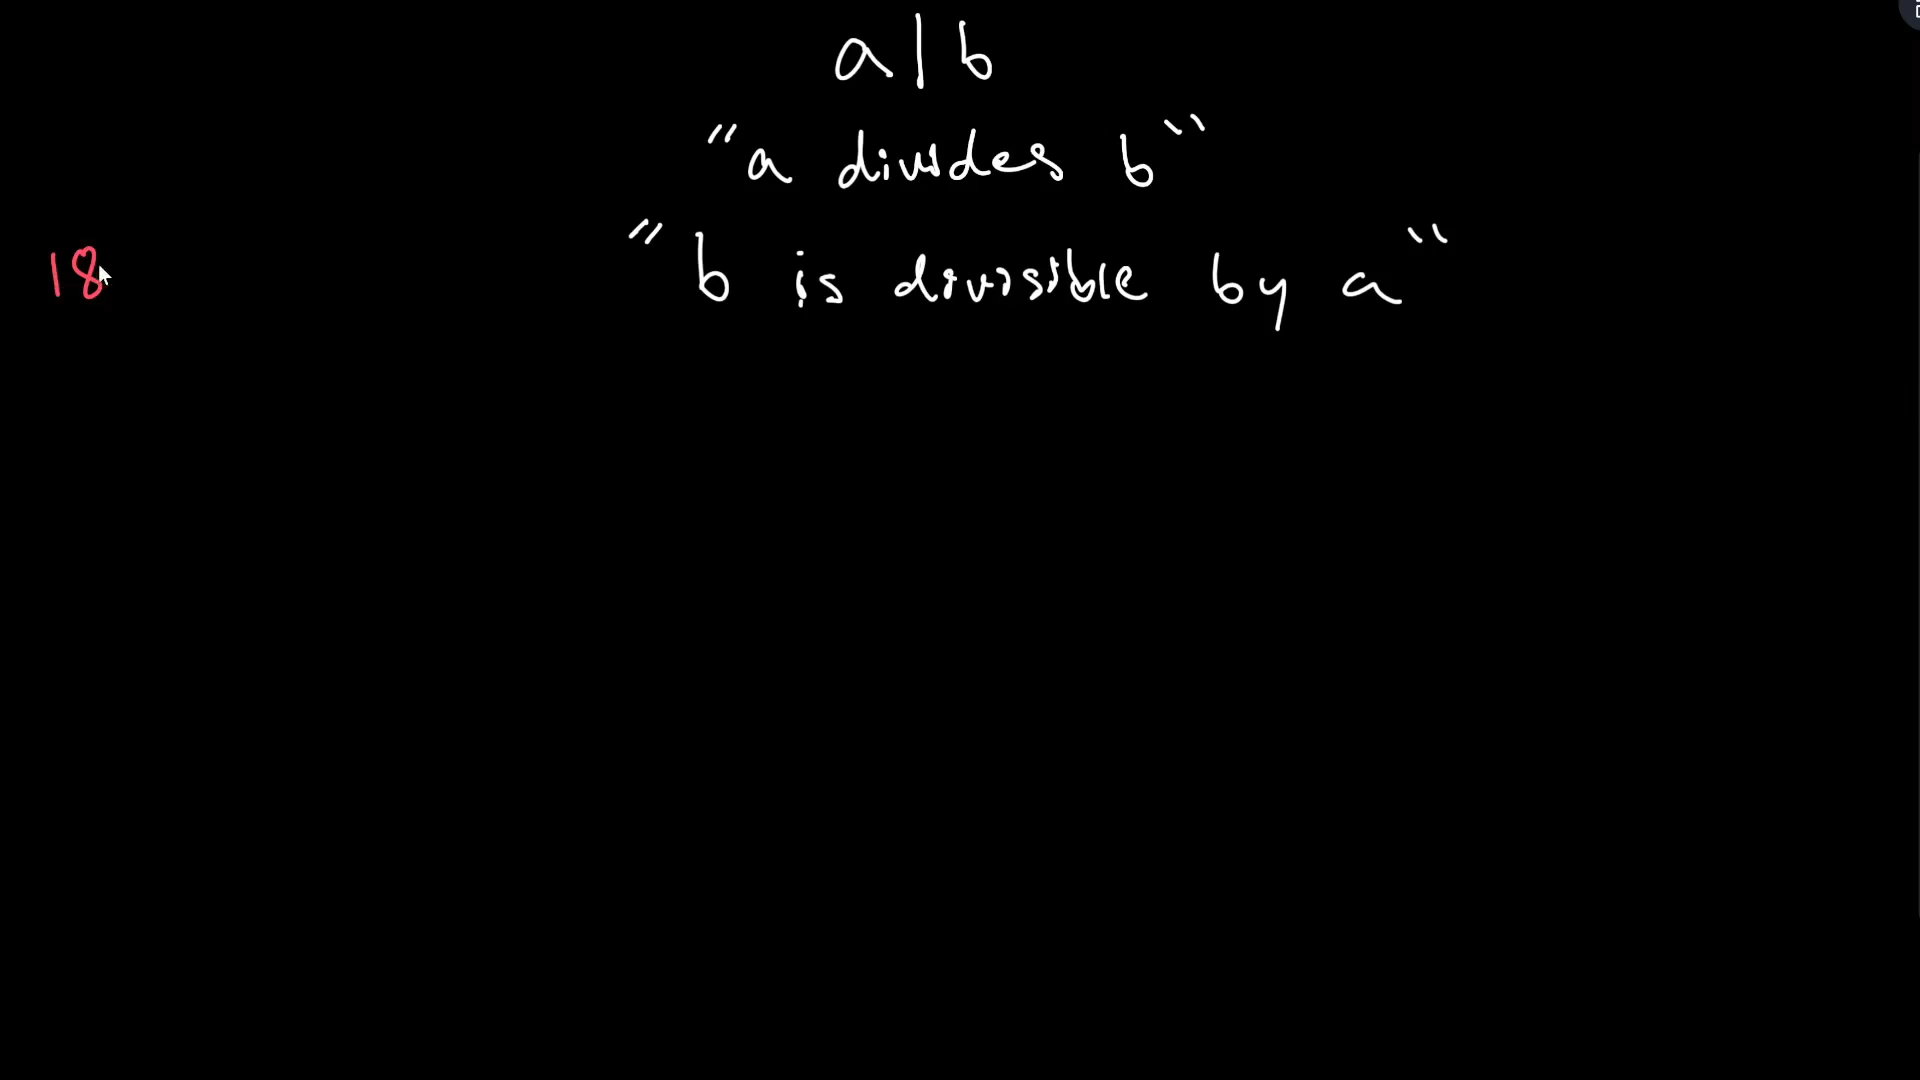 a|b
"a divides b"
"b is divisible by a"
18